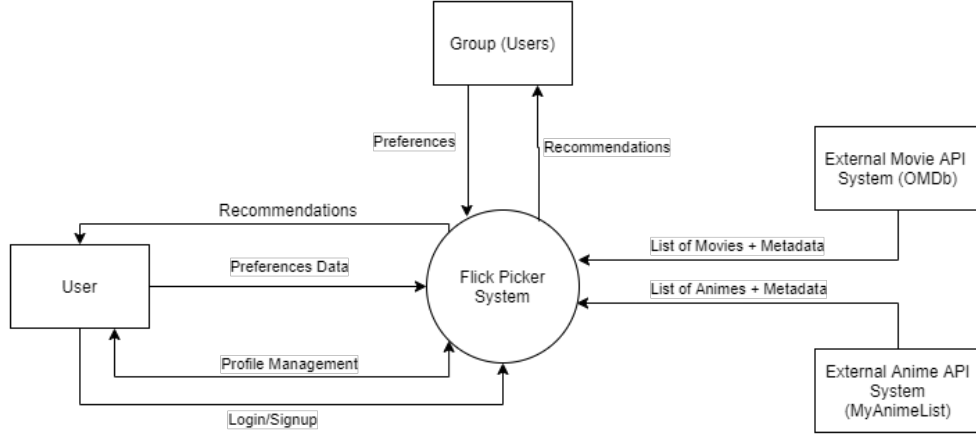 Group (Users)
Preferences
Recommendations
External Movie API
System (OMDb)
Recommendations
List of Movies + Metadata
User
Preferences Data
Flick Picker
System
List of Animes + Metadata
Profile Management
External Anime API
System
(MyAnimeList)
Login/Signup